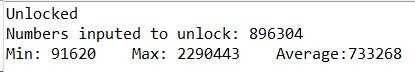 Unlocked
Numbers inputed to unlock: 896304
Min: 91620    Max: 2290443    Average:733268